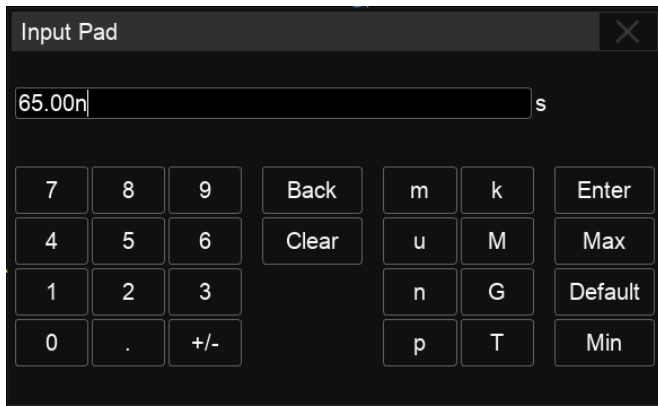 Input Pad
65.00n s
7 8 9 Back m k Enter
4 5 6 Clear u M Max
1 2 3 n G Default
0 . +/- p T Min